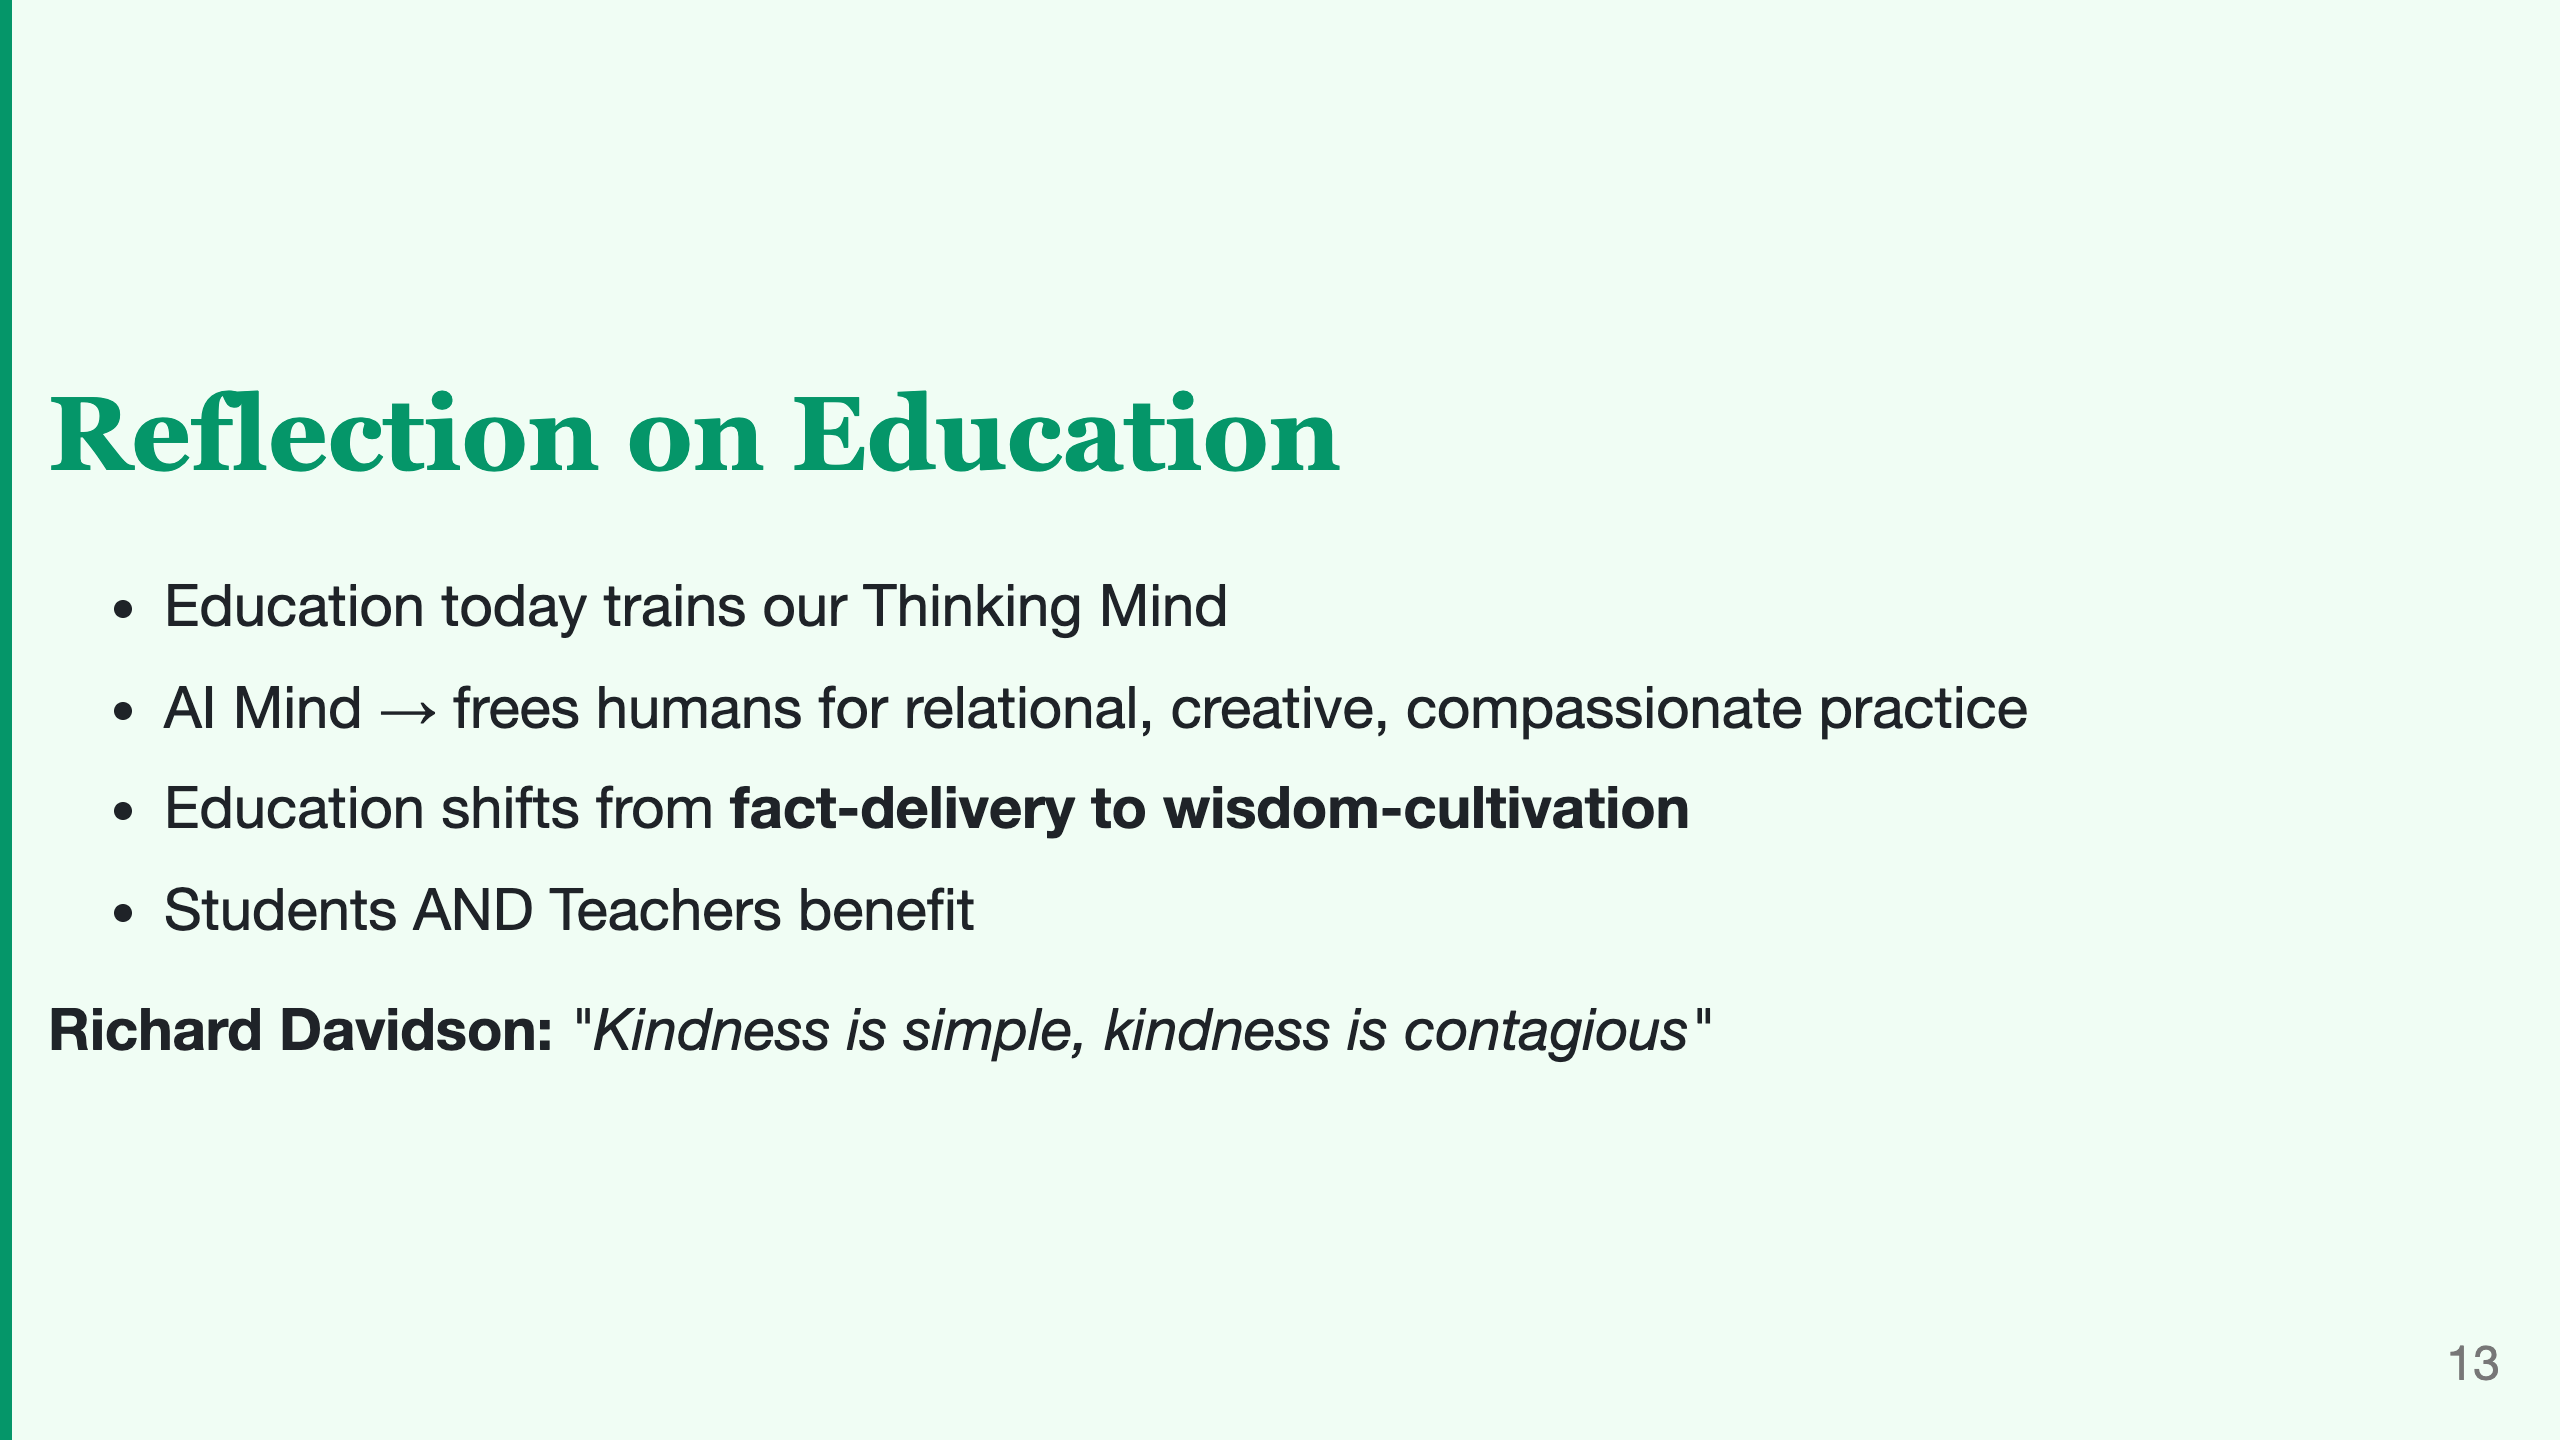 Reflection on Education
• Education today trains our Thinking Mind
• AI Mind → frees humans for relational, creative, compassionate practice
• Education shifts from fact-delivery to wisdom-cultivation
• Students AND Teachers benefit
Richard Davidson: "Kindness is simple, kindness is contagious"
13